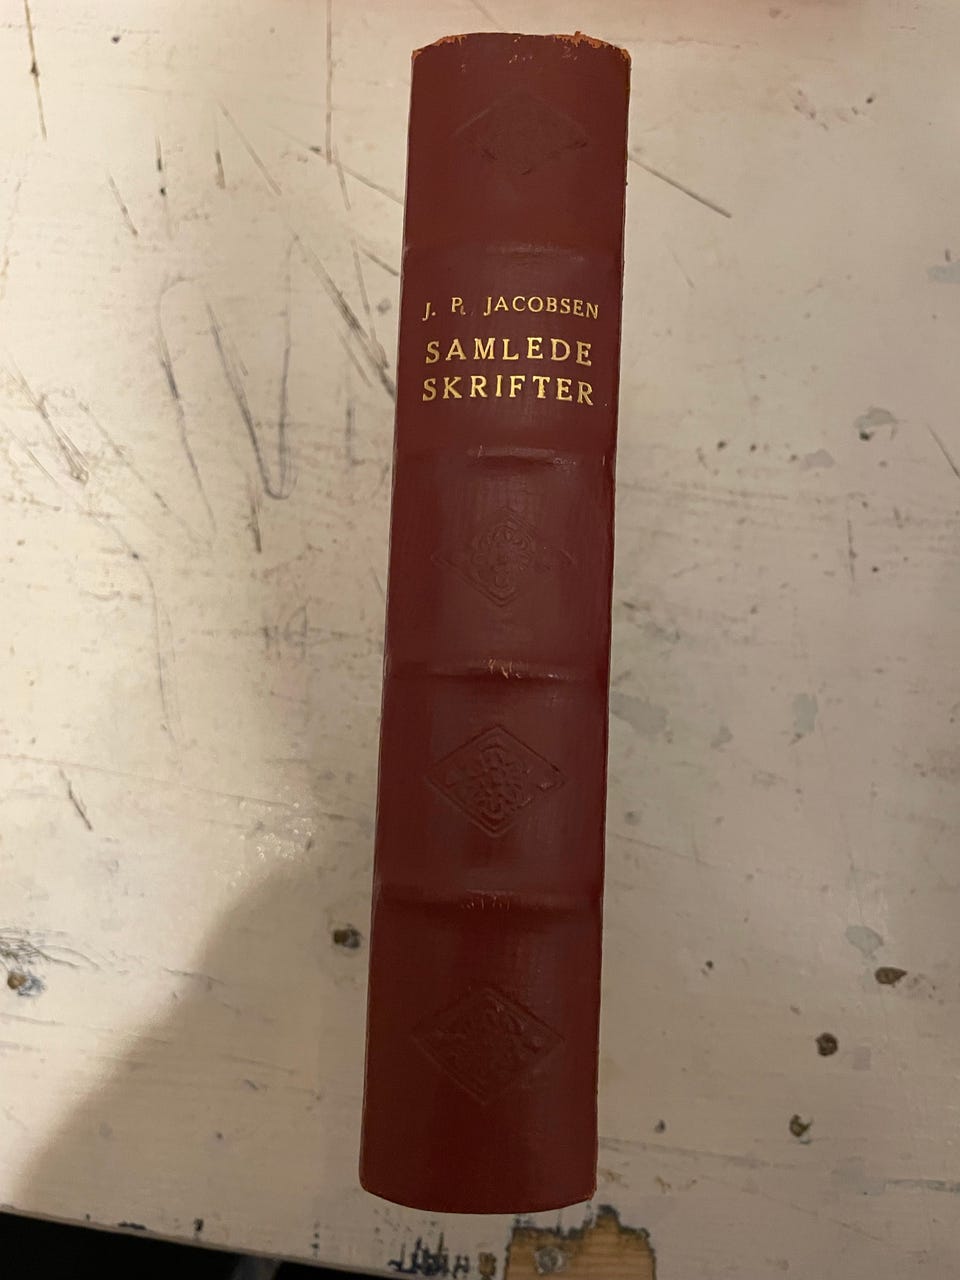 J. P. JACOBSEN
SAMLEDE
SKRIFTER